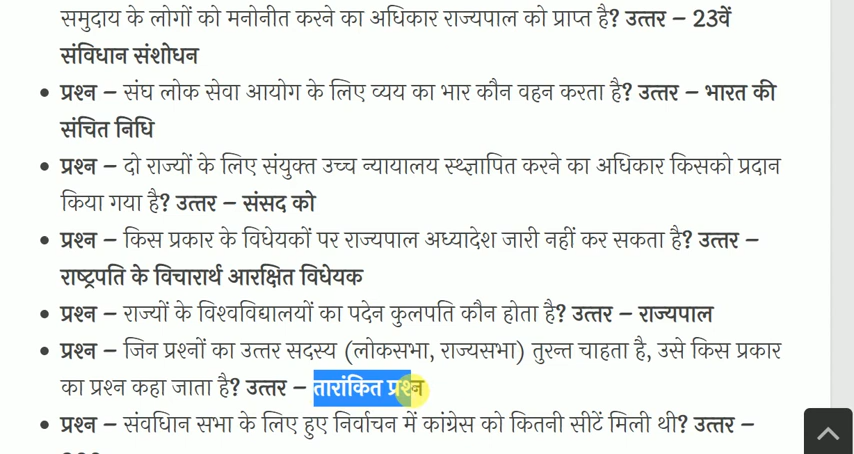 समुदाय के लोगों को मनोनीत करने का अधिकार राज्यपाल को प्राप्त है? उत्तर – 23वें
संविधान संशोधन
प्रश्न – संघ लोक सेवा आयोग के लिए व्यय का भार कौन वहन करता है? उत्तर – भारत की
संचित निधि
प्रश्न – दो राज्यों के लिए संयुक्त उच्च न्यायालय स्थ्ज्ञापित करने का अधिकार किसको प्रदान
किया गया है? उत्तर – संसद को
प्रश्न – किस प्रकार के विधेयकों पर राज्यपाल अध्यादेश जारी नहीं कर सकता है? उत्तर –
राष्ट्रपति के विचारार्थ आरक्षित विधेयक
प्रश्न – राज्यों के विश्वविद्यालयों का पदेन कुलपति कौन होता है? उत्तर – राज्यपाल
प्रश्न – जिन प्रश्नों का उत्तर सदस्य (लोकसभा, राज्यसभा) तुरन्त चाहता है, उसे किस प्रकार
का प्रश्न कहा जाता है? उत्तर – तारांकित प्रश्न
प्रश्न – संवधिान सभा के लिए हुए निर्वाचन में कांग्रेस को कितनी सीटें मिली थी? उत्तर –